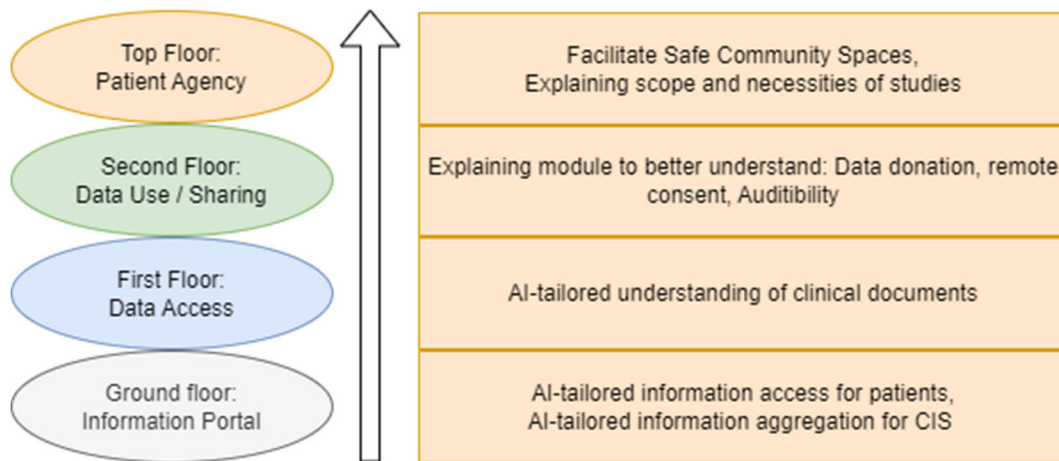 Top Floor:
Patient Agency
Facilitate Safe Community Spaces,
Explaining scope and necessities of studies
Second Floor:
Data Use / Sharing
Explaining module to better understand: Data donation, remote
consent, Auditibility
First Floor:
Data Access
AI-tailored understanding of clinical documents
Ground floor:
Information Portal
AI-tailored information access for patients,
AI-tailored information aggregation for CIS